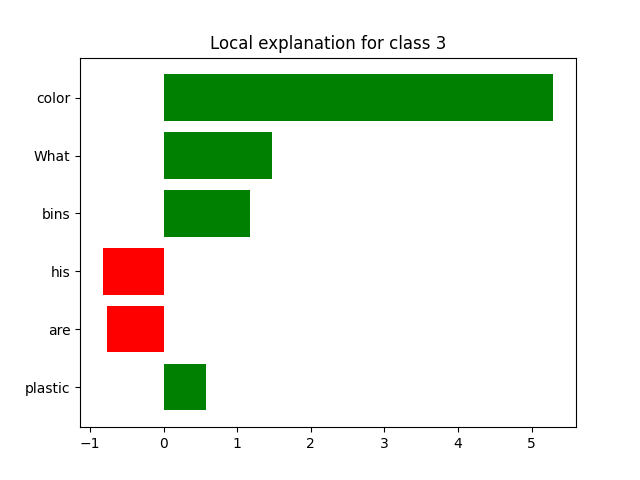 Local explanation for class 3
color
What
bins
his
are
plastic
−1 0 1 2 3 4 5